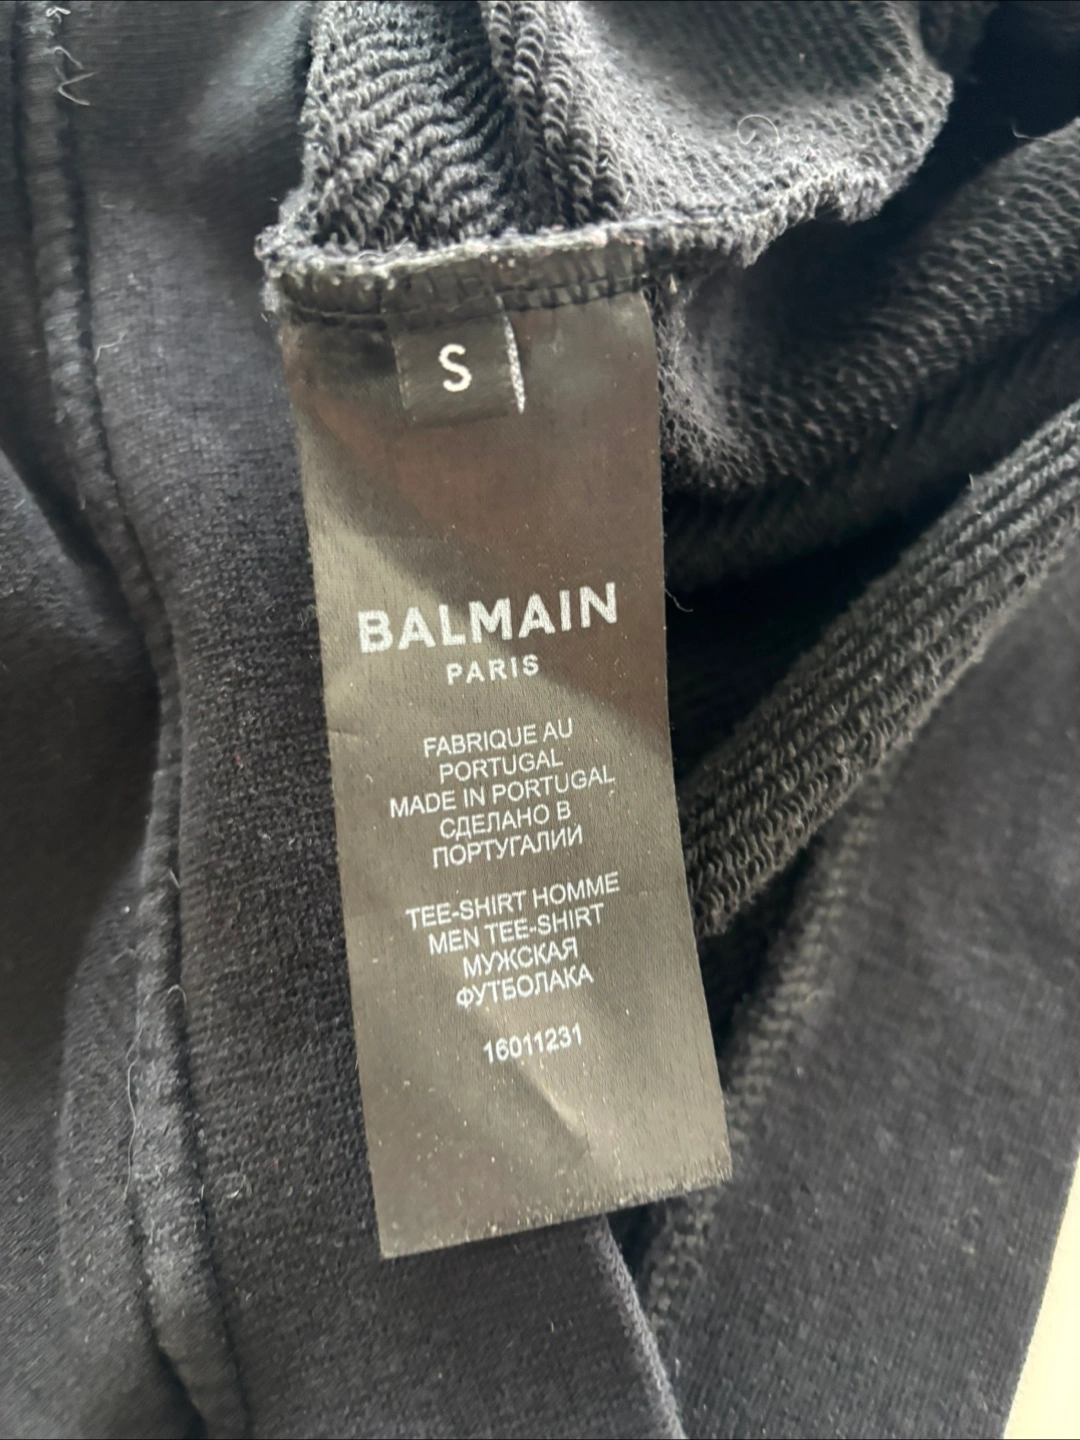 S
BALMAIN
PARIS
FABRIQUE AU
PORTUGAL
MADE IN PORTUGAL
СДЕЛАНО В
ПОРТУГАЛИИ
TEE-SHIRT HOMME
MEN TEE-SHIRT
МУЖСКАЯ
ФУТБОЛАКА
16011231